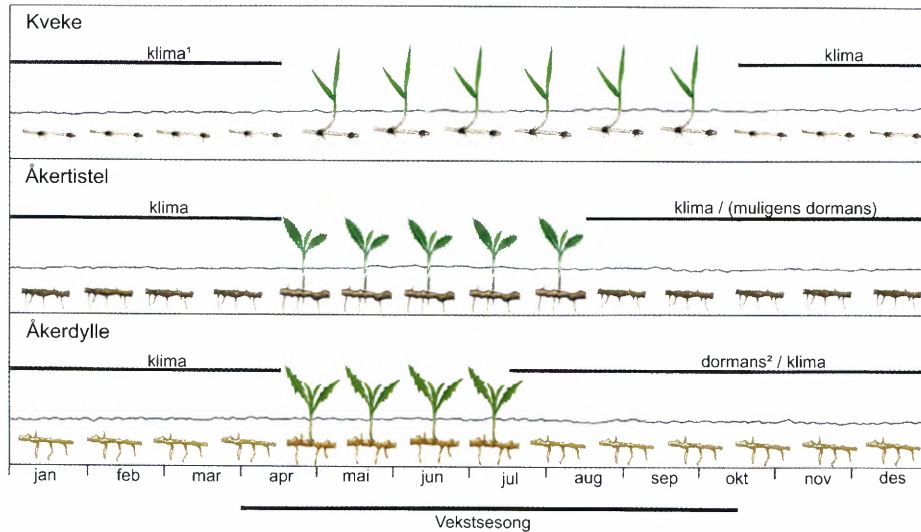 Kveke
klima¹
klima
Åkertistel
klima
klima / (muligens dormans)
Åkerdylle
klima
dormans² / klima
jan feb mar apr mai jun jul aug sep okt nov des
Vekstsesong